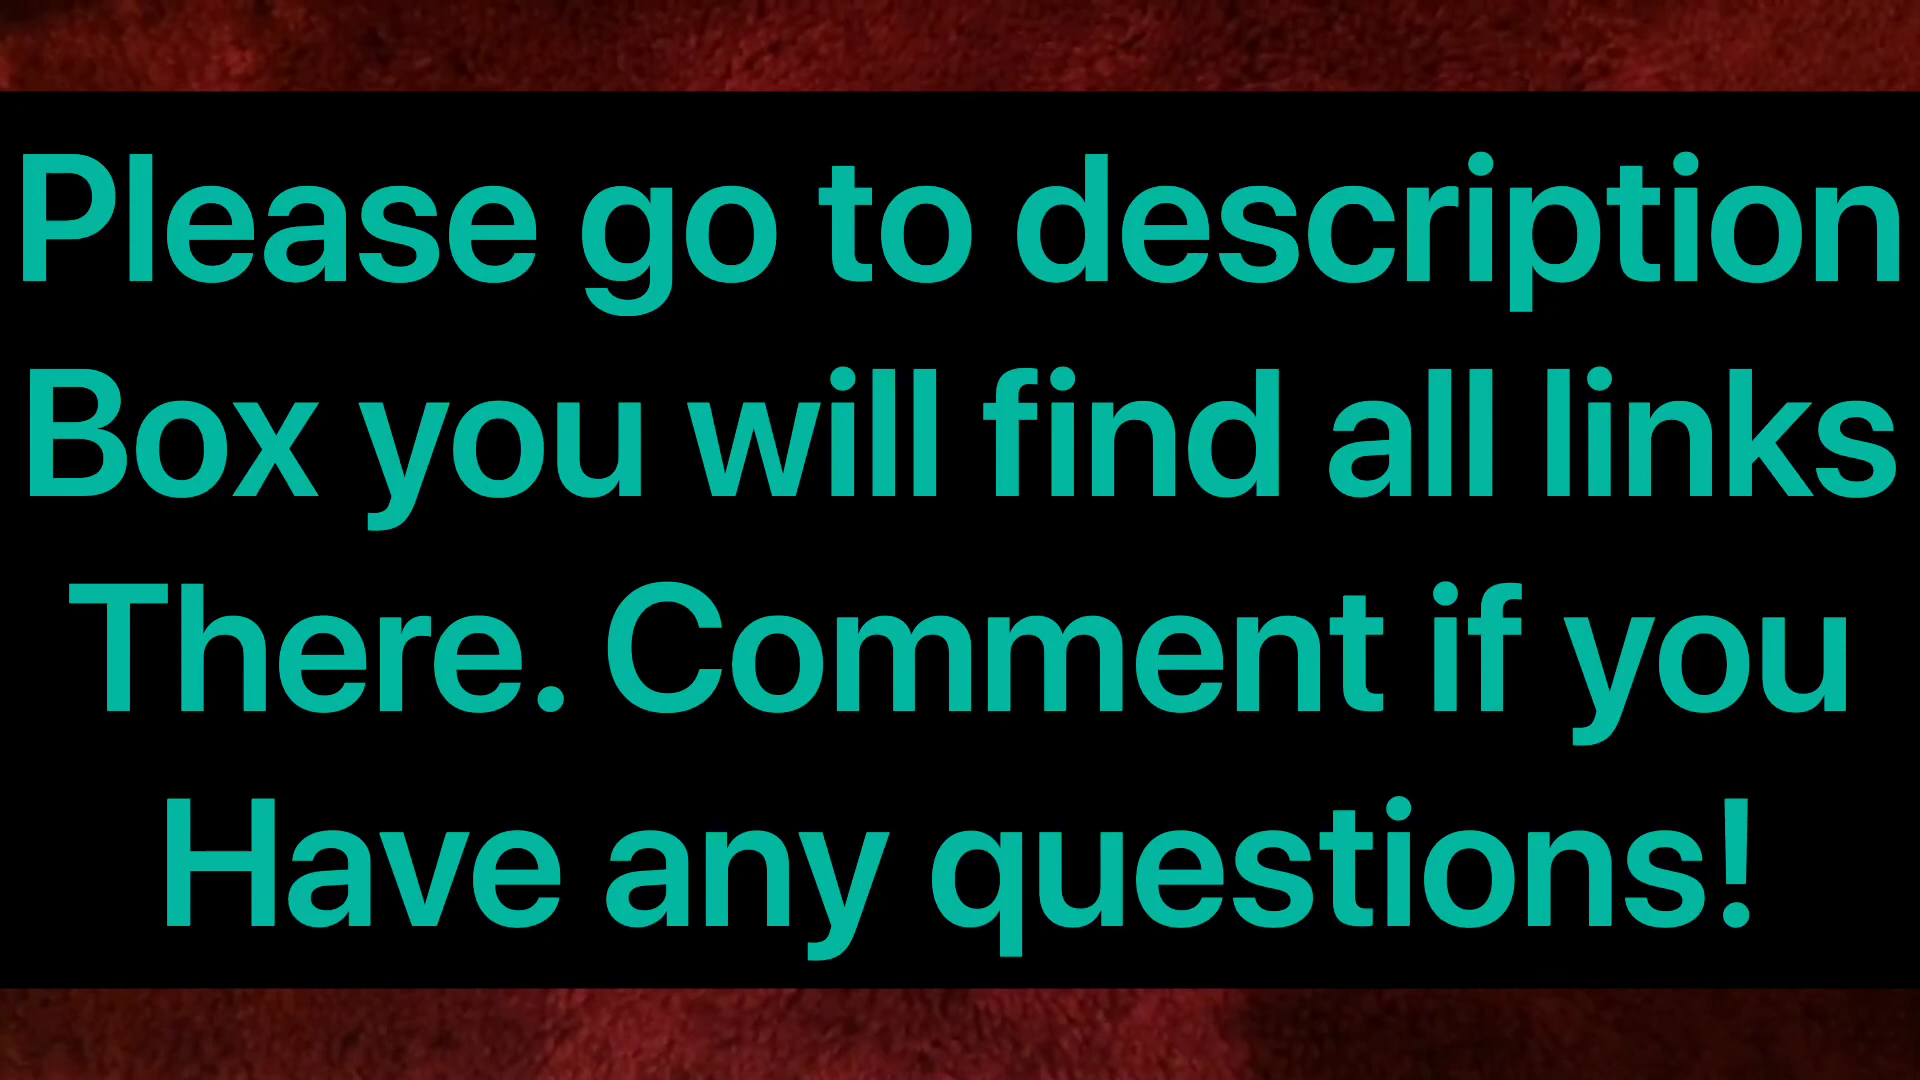 Please go to description
Box you will find all links
There. Comment if you
Have any questions!